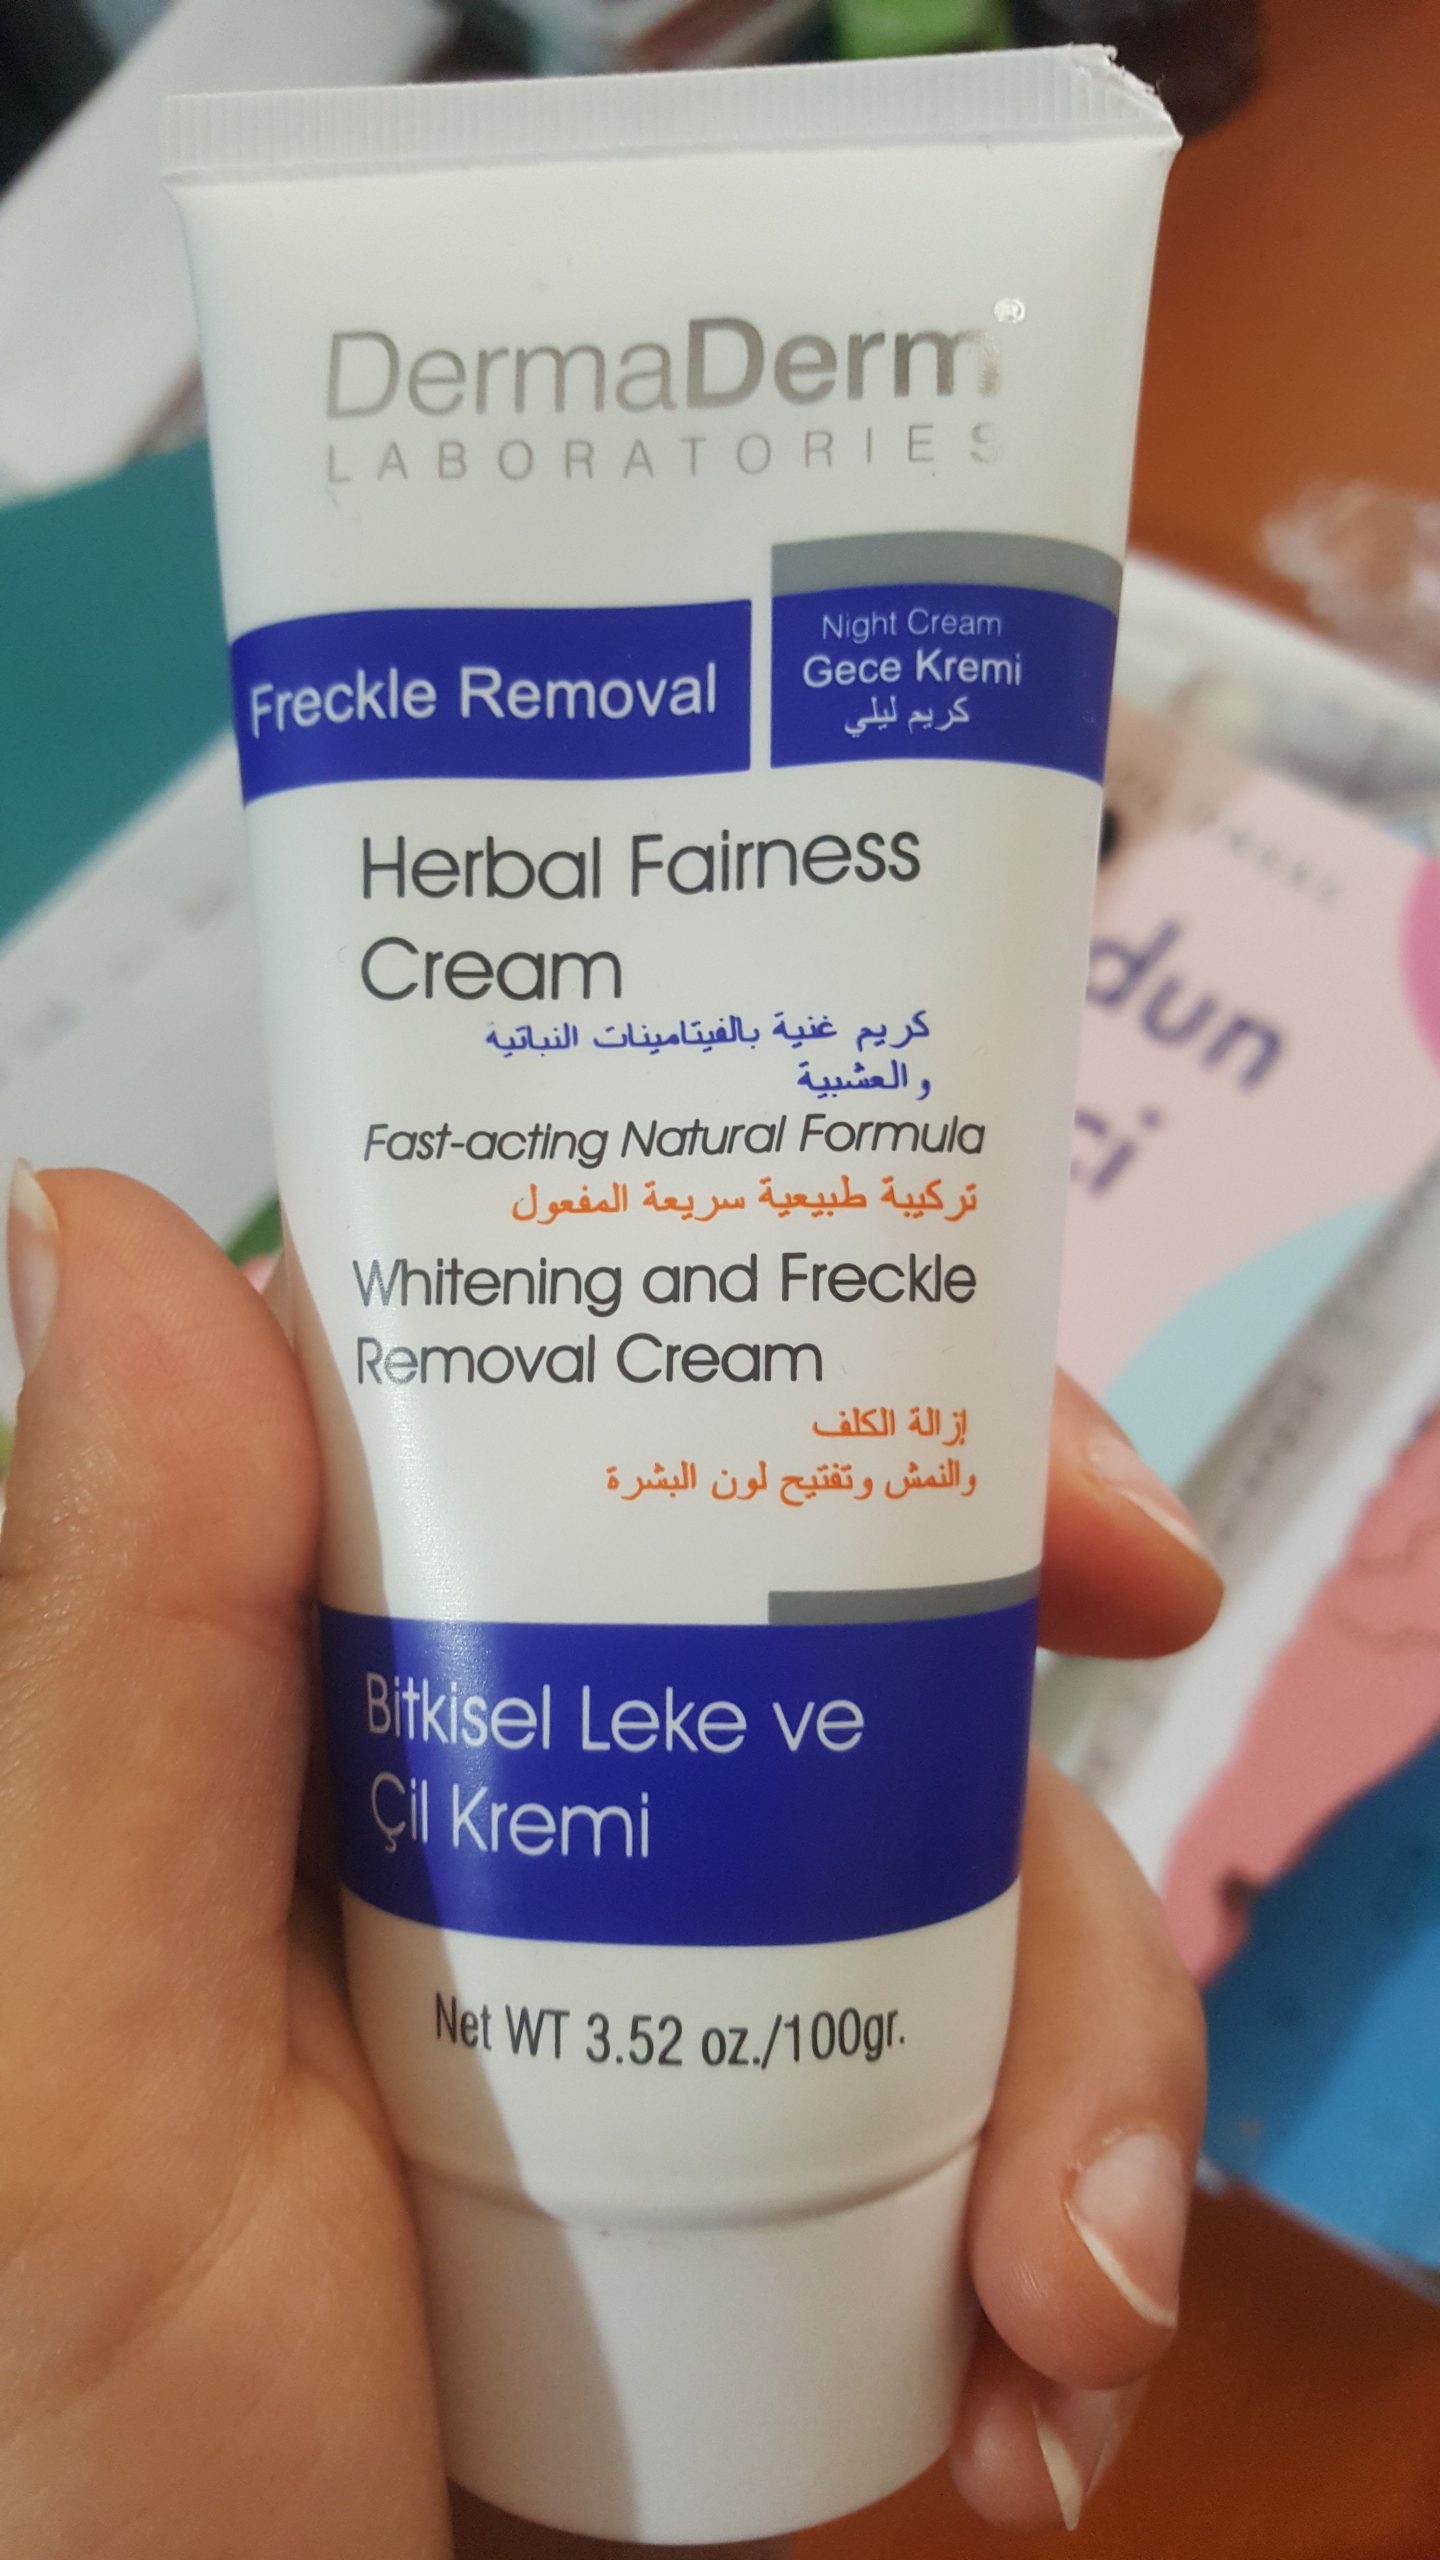 DermaDerm®
LABORATORIES
Freckle Removal
Night Cream
Gece Kremi
كريم ليلي
Herbal Fairness
Cream
كريم غنية بالفيتامينات النباتية
و العشبية
Fast-acting Natural Formula
تركيبة طبيعية سريعة المفعول
Whitening and Freckle
Removal Cream
إزالة الكلف
والنمش وتفتيح لون البشرة
Bitkisel Leke ve
Çil Kremi
Net WT 3.52 oz./100gr.
dun
ci